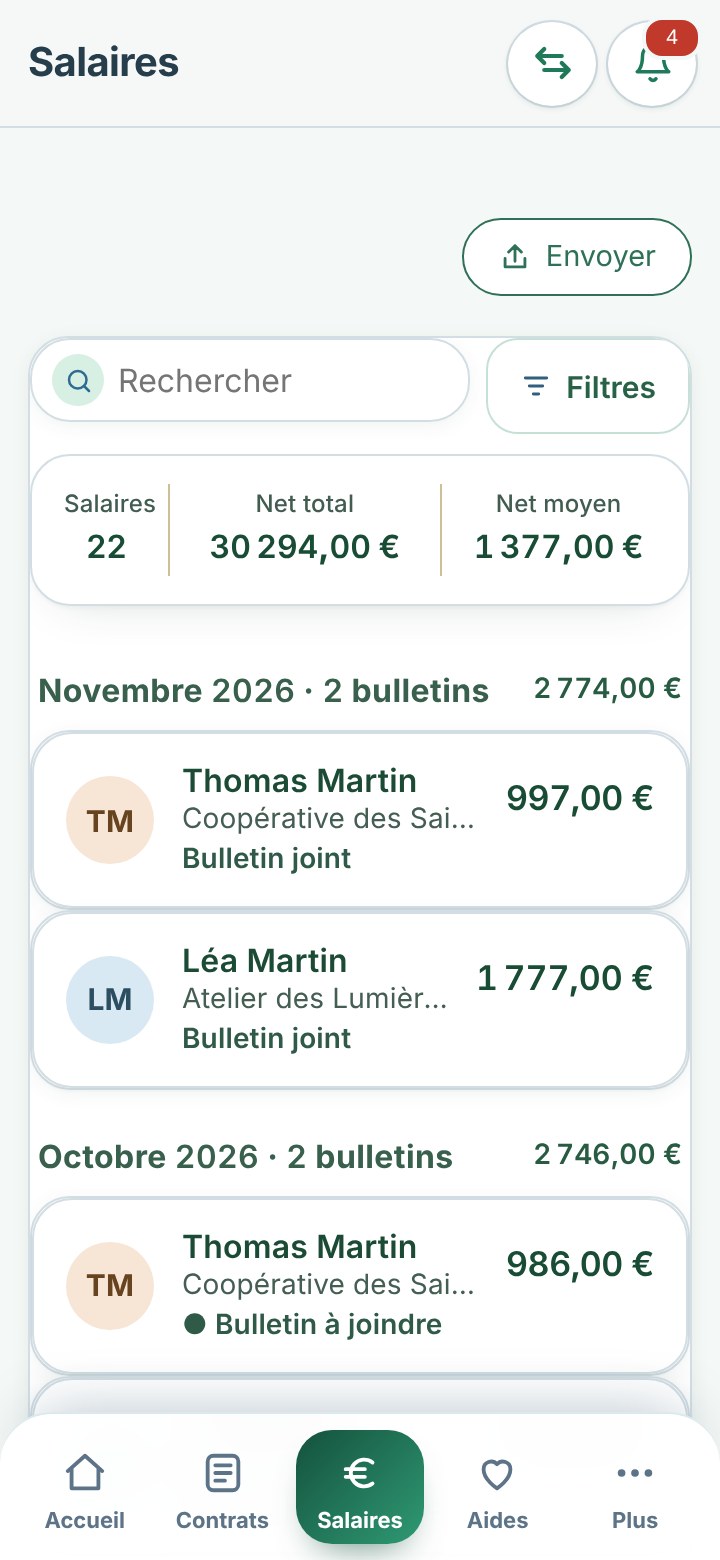 Salaires
4
Envoyer
Rechercher
Filtres
Salaires
22
Net total
30 294,00 €
Net moyen
1 377,00 €
Novembre 2026 · 2 bulletins
2 774,00 €
TM
Thomas Martin
Coopérative des Sai…
Bulletin joint
997,00 €
LM
Léa Martin
Atelier des Lumièr…
Bulletin joint
1 777,00 €
Octobre 2026 · 2 bulletins
2 746,00 €
TM
Thomas Martin
Coopérative des Sai…
Bulletin à joindre
986,00 €
Accueil
Contrats
€
Salaires
Aides
Plus